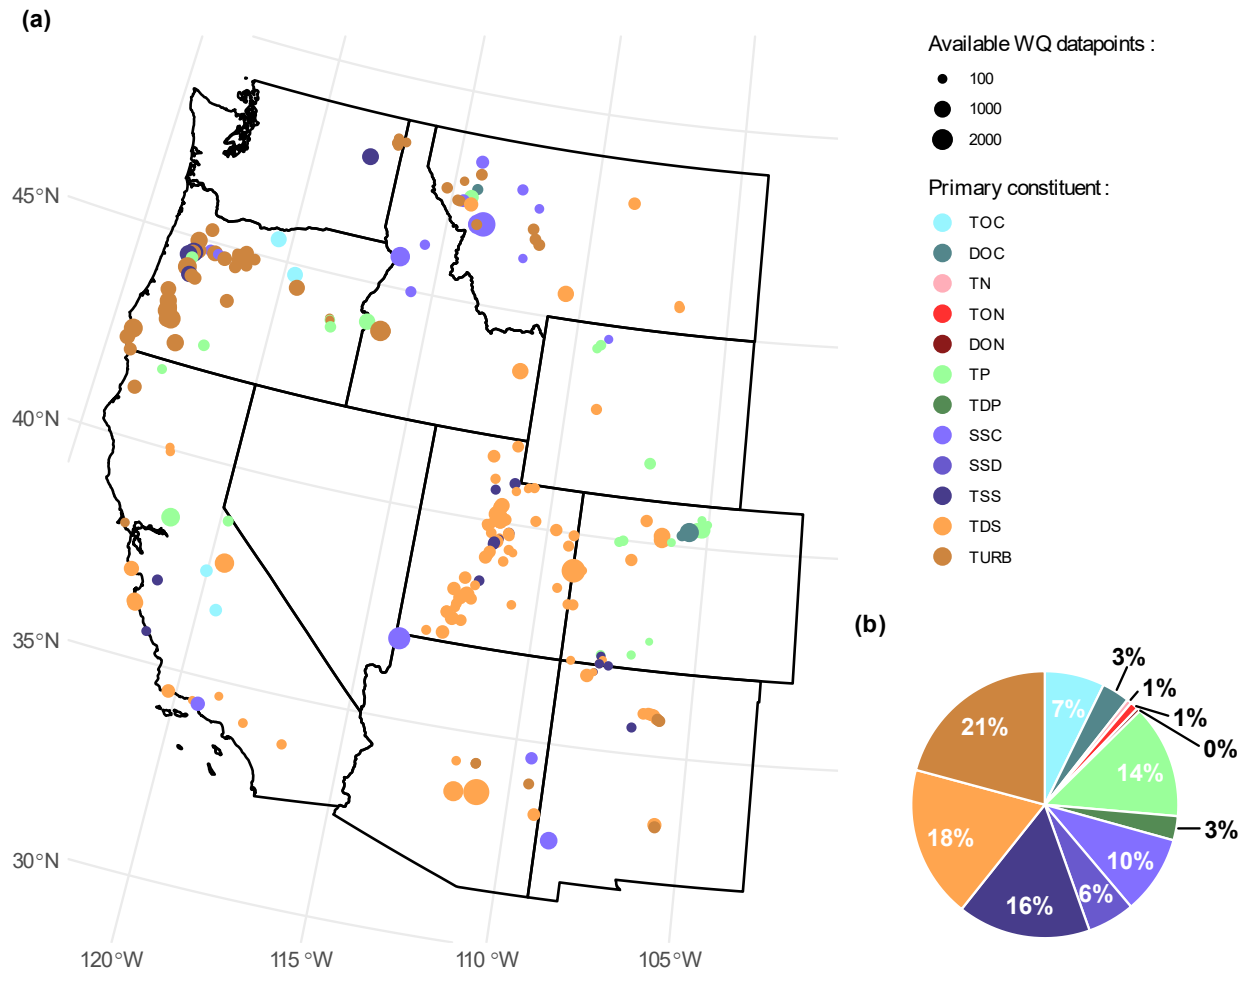 (a)
45°N
40°N
35°N
30°N
120°W
115°W
110°W
105°W
Available WQ datapoints :
100
1000
2000
Primary constituent :
TOC
DOC
TN
TON
DON
TP
TDP
SSC
SSD
TSS
TDS
TURB
(b)
3%
1%
1%
0%
7%
21%
14%
3%
18%
10%
6%
16%